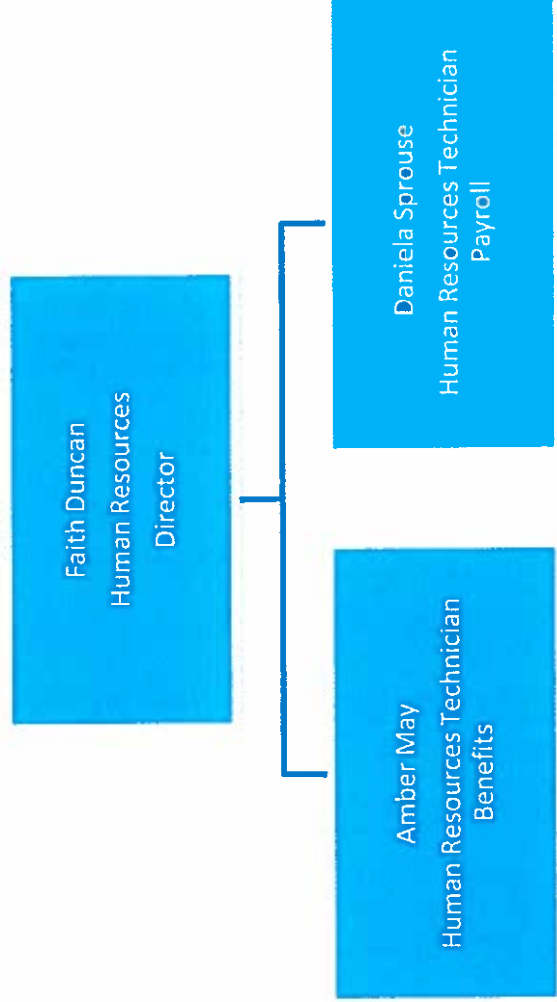 Faith Duncan
Human Resources
Director
Amber May
Human Resources Technician
Benefits
Daniela Sprouse
Human Resources Technician
Payroll